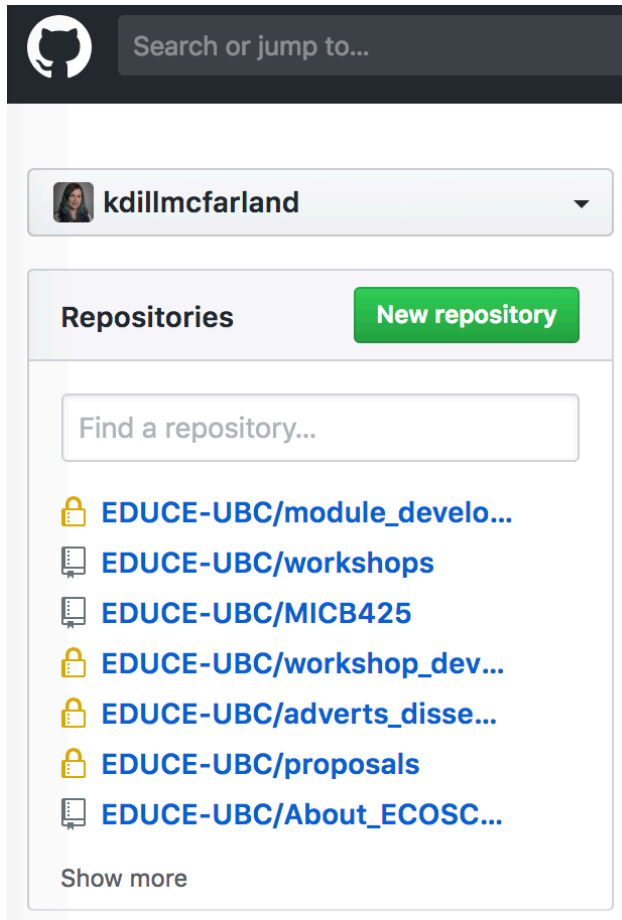 Search or jump to...
kdillmcfarland
Repositories
New repository
Find a repository...
EDUCE-UBC/module_develo...
EDUCE-UBC/workshops
EDUCE-UBC/MICB425
EDUCE-UBC/workshop_dev...
EDUCE-UBC/adverts_disse...
EDUCE-UBC/proposals
EDUCE-UBC/About_ECOSC...
Show more